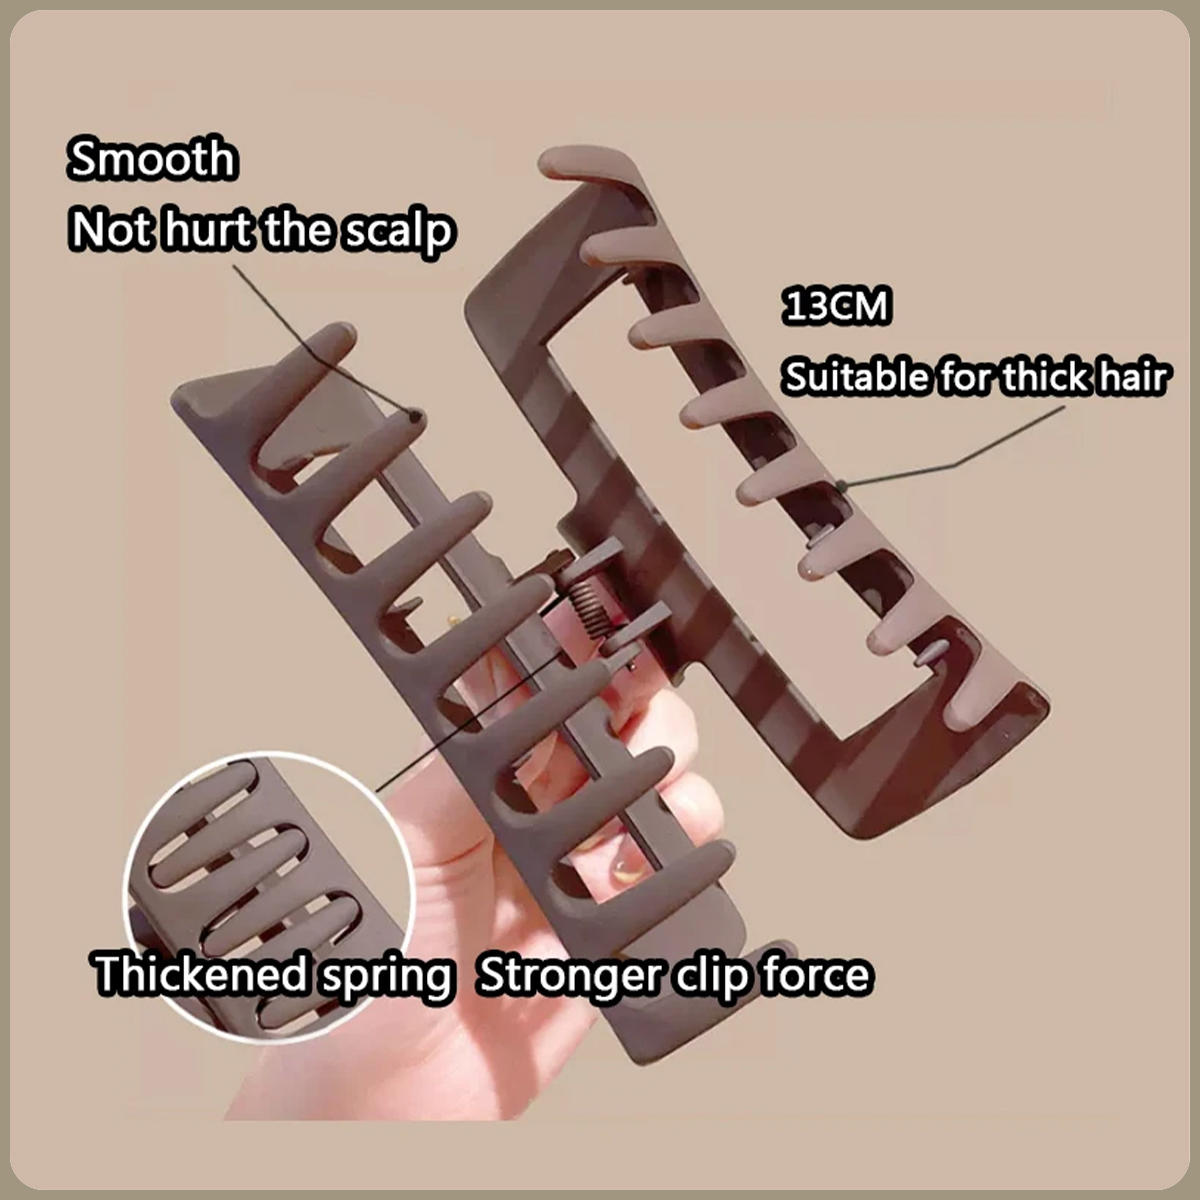 Smooth
Not hurt the scalp
13CM
Suitable for thick hair
Thickened spring Stronger clip force